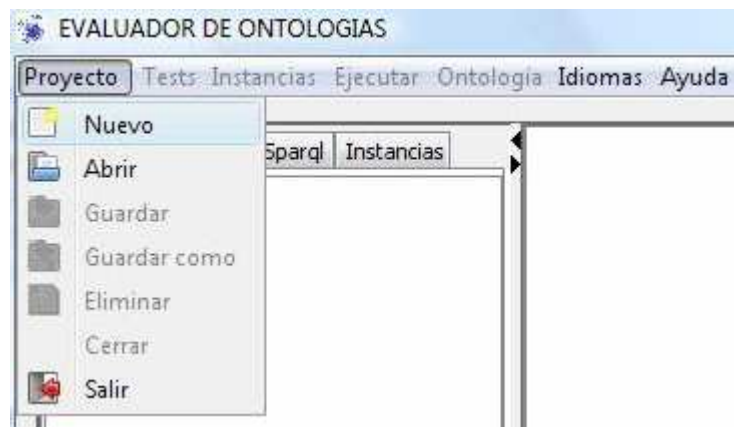 EVALUADOR DE ONTOLOGIAS
Proyecto Tests Instancias Ejecutar Ontología Idiomas Ayuda
Nuevo
Sparql Instancias
Abrir
Guardar
Guardar como
Eliminar
Cerrar
Salir